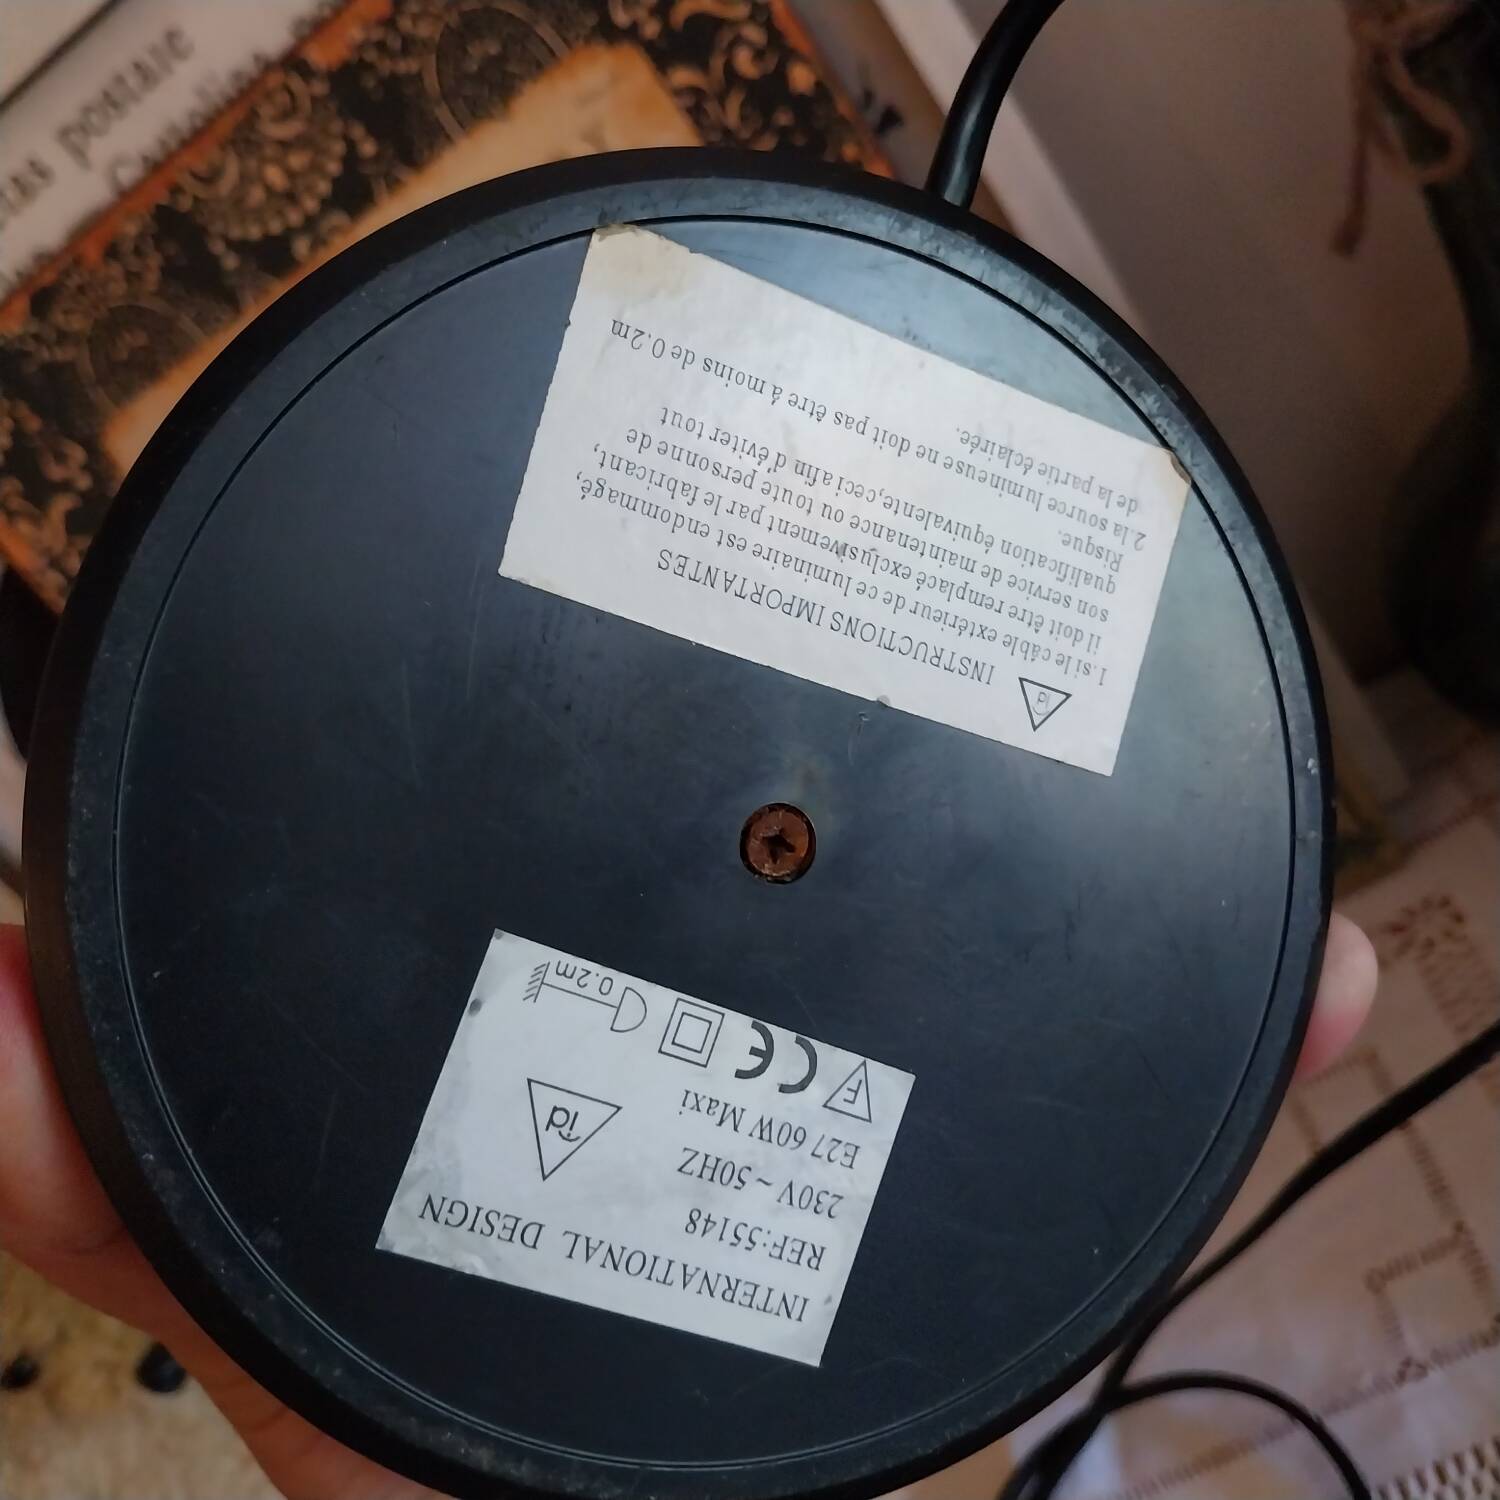 INTERNATIONAL DESIGN
REF:55148
230V ~ 50HZ
E27 60W Maxi
id
F CE 0.2m
id INSTRUCTIONS IMPORTANTES
1.si le câble extérieur de ce luminaire est endommagé,
il doit être remplacé exclusivement par le fabricant,
son service de maintenance ou toute personne de
qualification équivalente,ceci afin d'éviter tout
Risque.
2.la source lumineuse ne doit pas être à moins de 0.2m
de la partie éclairée.